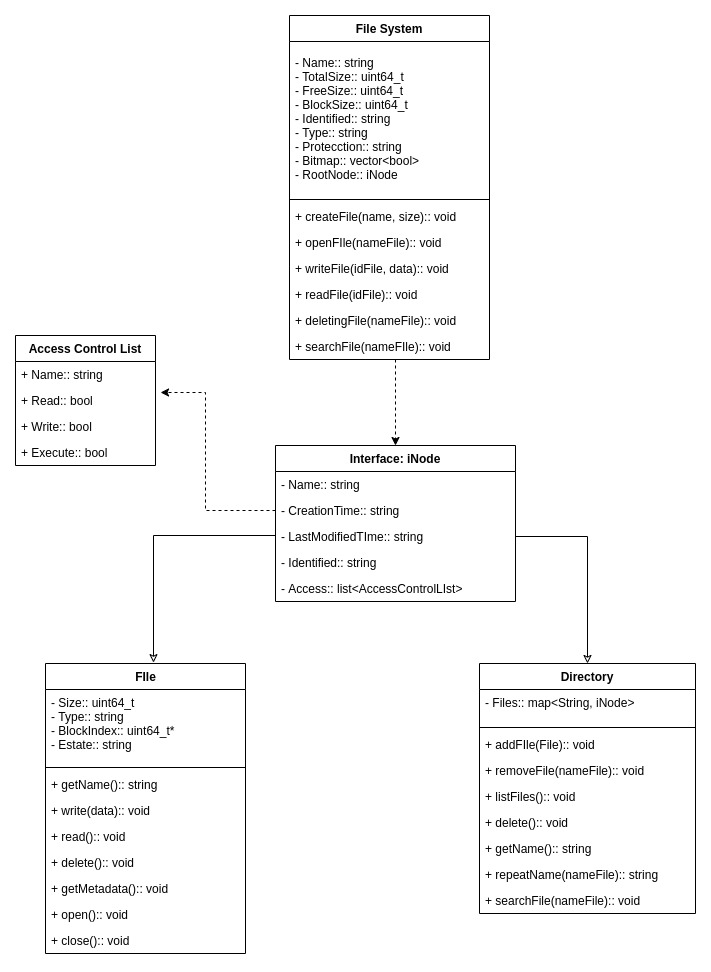 File System
- Name:: string
- TotalSize:: uint64_t
- FreeSize:: uint64_t
- BlockSize:: uint64_t
- Identified:: string
- Type:: string
- Protecction:: string
- Bitmap:: vector<bool>
- RootNode:: iNode
+ createFile(name, size):: void
+ openFIle(nameFile):: void
+ writeFile(idFile, data):: void
+ readFile(idFile):: void
+ deletingFile(nameFile):: void
+ searchFile(nameFIle):: void
Access Control List
+ Name:: string
+ Read:: bool
+ Write:: bool
+ Execute:: bool
Interface: iNode
- Name:: string
- CreationTime:: string
- LastModifiedTIme:: string
- Identified:: string
- Access:: list<AccessControlLIst>
FIle
- Size:: uint64_t
- Type:: string
- BlockIndex:: uint64_t*
- Estate:: string
+ getName():: string
+ write(data):: void
+ read():: void
+ delete():: void
+ getMetadata():: void
+ open():: void
+ close():: void
Directory
- Files:: map<String, iNode>
+ addFIle(File):: void
+ removeFile(nameFile):: void
+ listFiles():: void
+ delete():: void
+ getName():: string
+ repeatName(nameFile):: string
+ searchFile(nameFile):: void